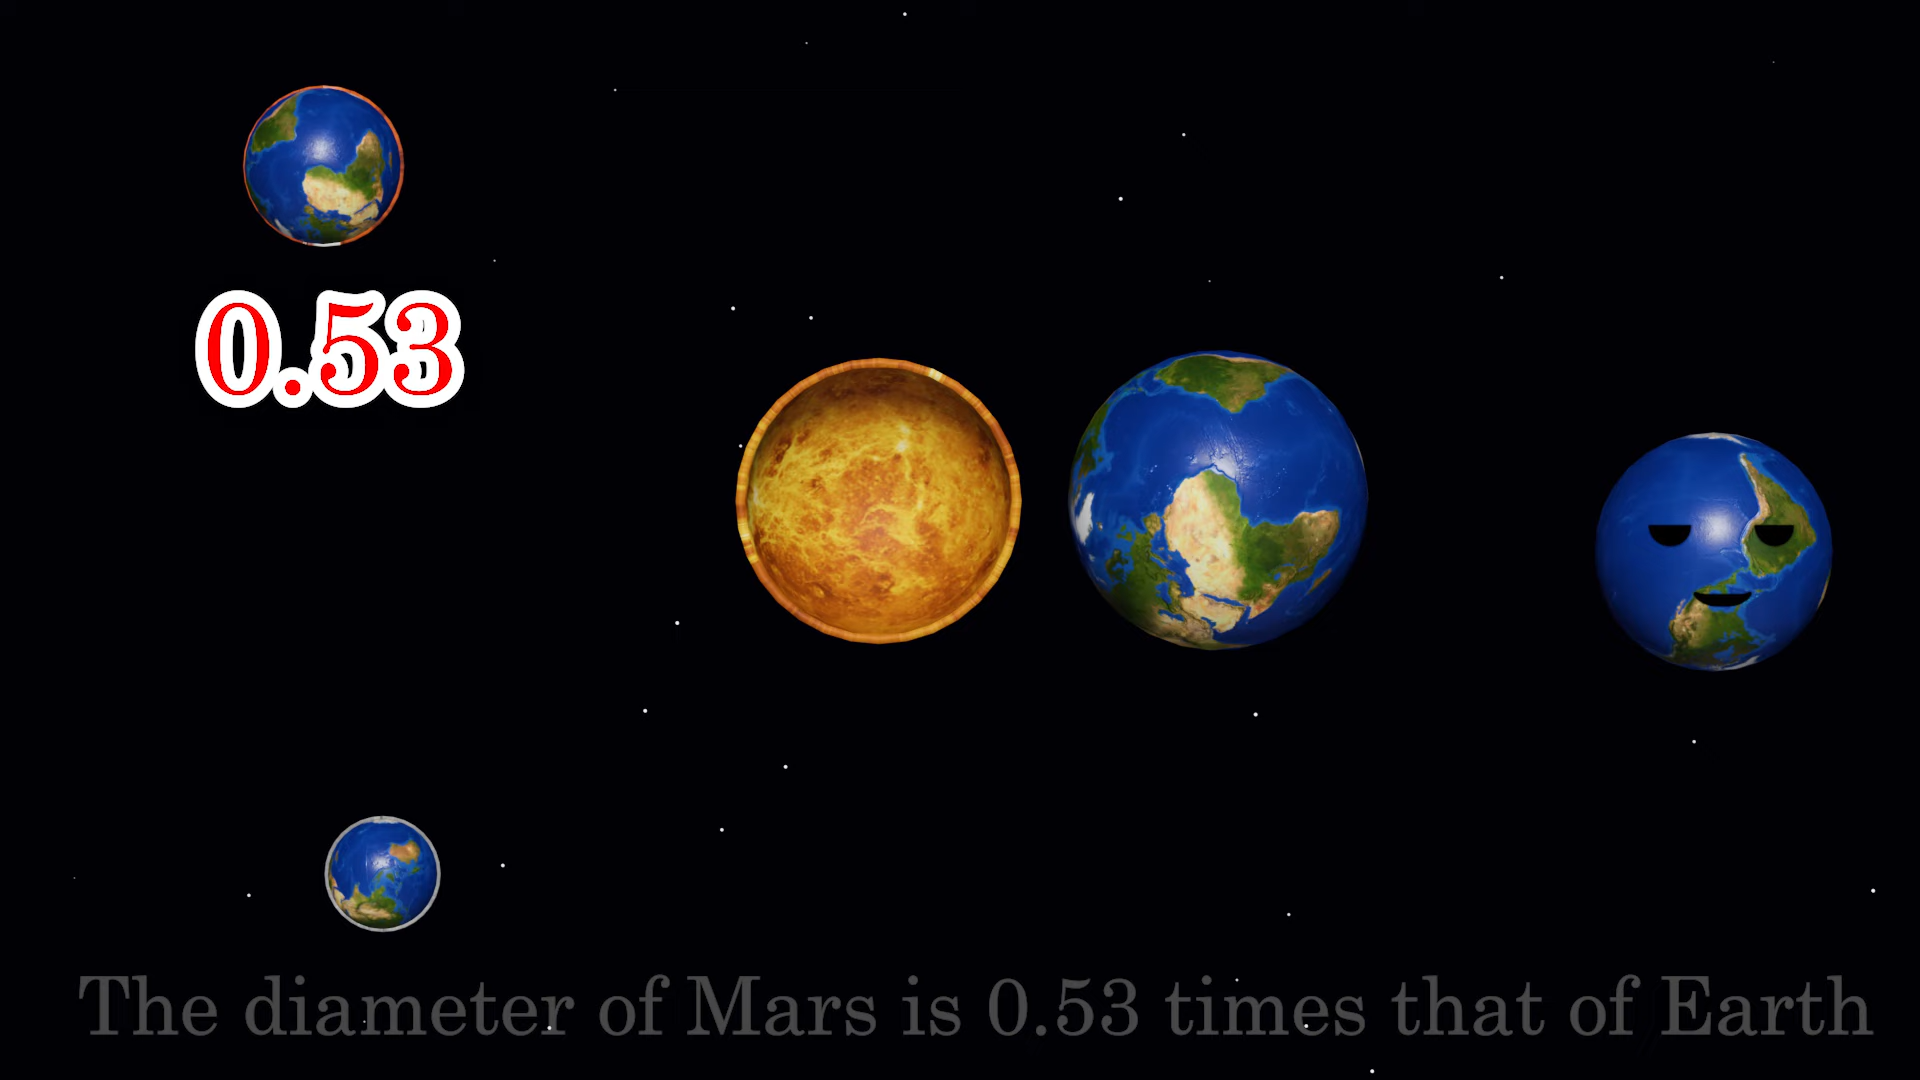 0.53
The diameter of Mars is 0.53 times that of Earth